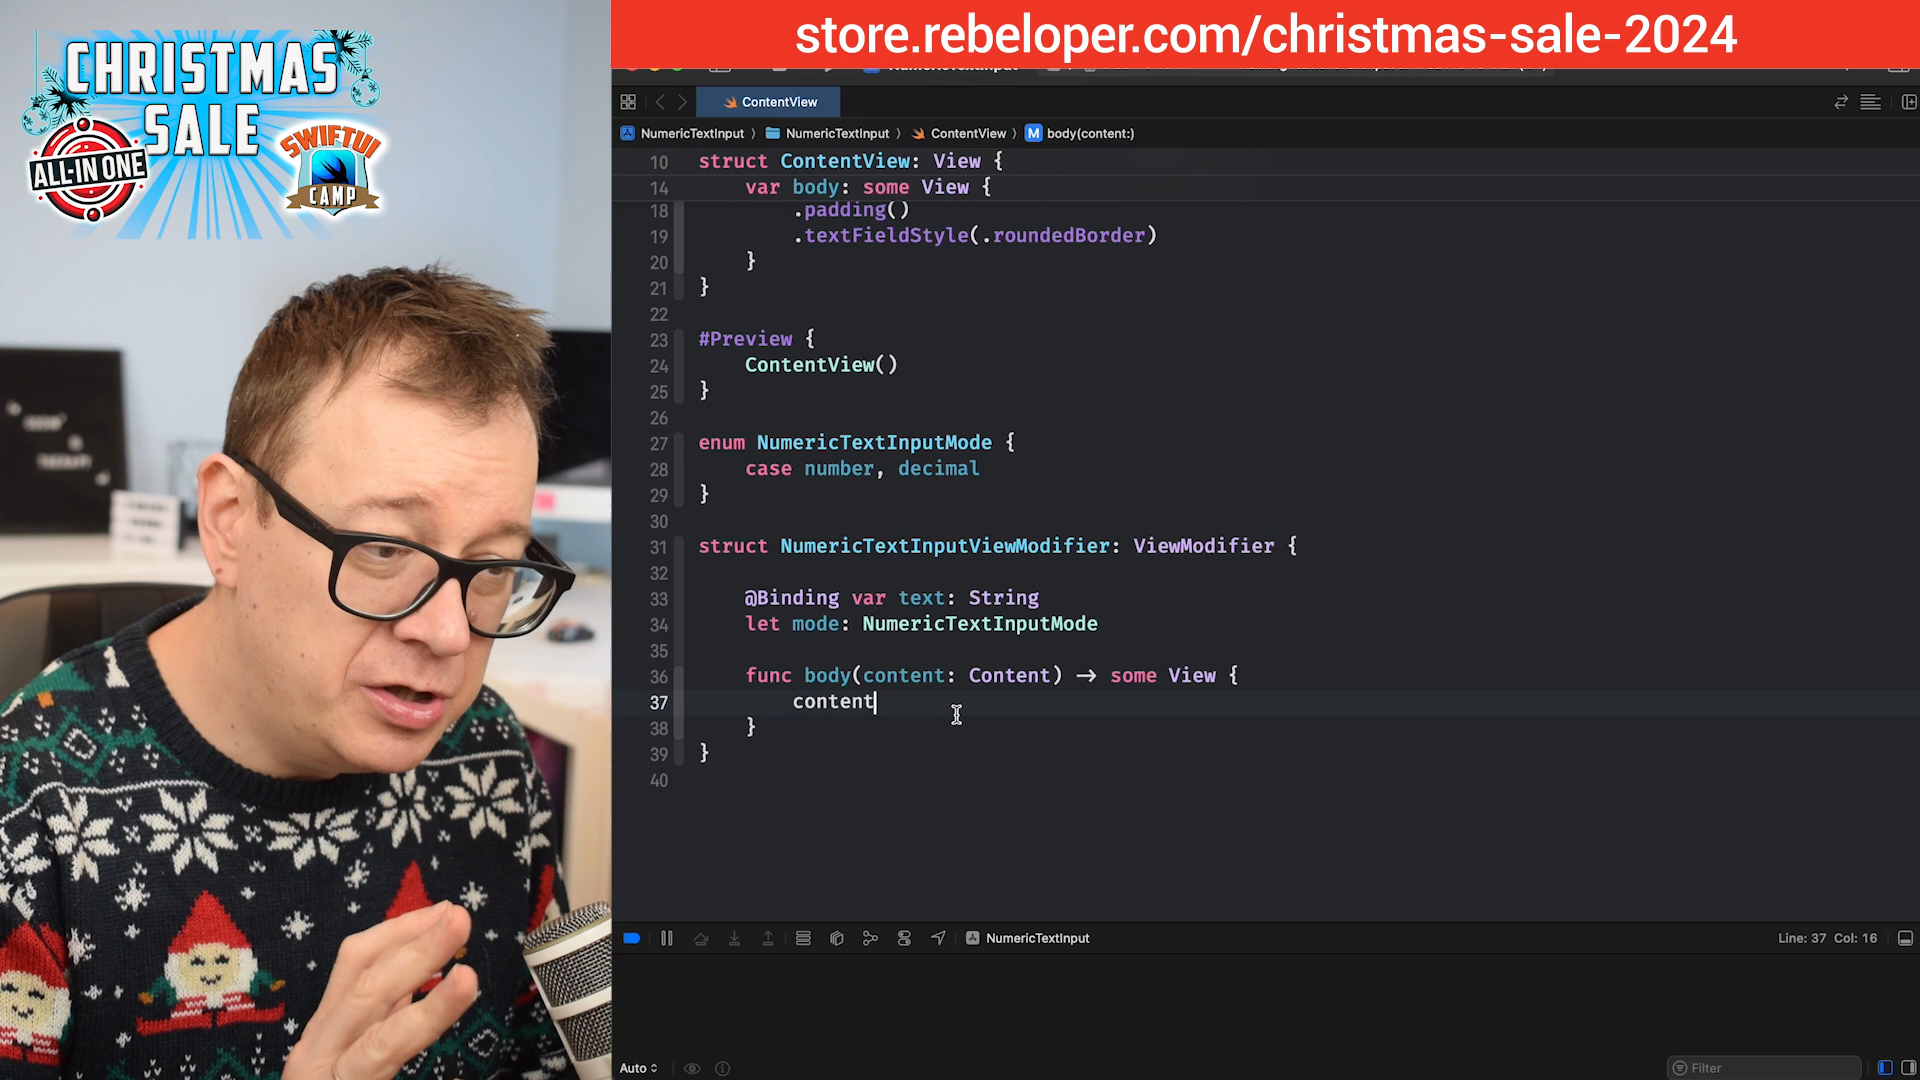 store.rebeloper.com/christmas-sale-2024
CHRISTMAS
SALE
ALL-IN ONE
SWIFTUI
CAMP
ContentView
NumericTextInput
NumericTextInput
ContentView
M
body(content:)
10 struct ContentView: View {
14 var body: some View {
18 .padding()
19 .textFieldStyle(.roundedBorder)
20 }
21 }
22
23 #Preview {
24 ContentView()
25 }
26
27 enum NumericTextInputMode {
28 case number, decimal
29 }
30
31 struct NumericTextInputViewModifier: ViewModifier {
32
33 @Binding var text: String
34 let mode: NumericTextInputMode
35
36 func body(content: Content) -> some View {
37 content
38 }
39 }
40
NumericTextInput
Line: 37 Col: 16
Auto
Filter